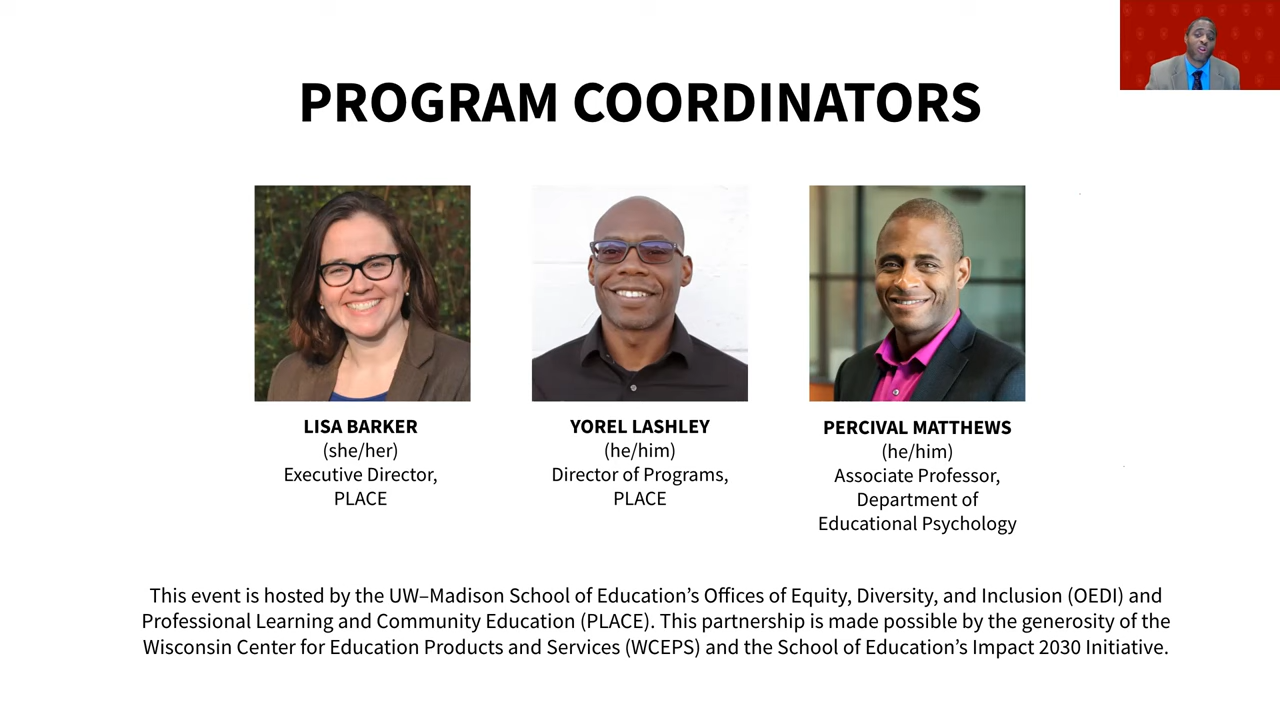 PROGRAM COORDINATORS
LISA BARKER
(she/her)
Executive Director,
PLACE
YOREL LASHLEY
(he/him)
Director of Programs,
PLACE
PERCIVAL MATTHEWS
(he/him)
Associate Professor,
Department of
Educational Psychology
This event is hosted by the UW–Madison School of Education’s Offices of Equity, Diversity, and Inclusion (OEDI) and
Professional Learning and Community Education (PLACE). This partnership is made possible by the generosity of the
Wisconsin Center for Education Products and Services (WCEPS) and the School of Education’s Impact 2030 Initiative.